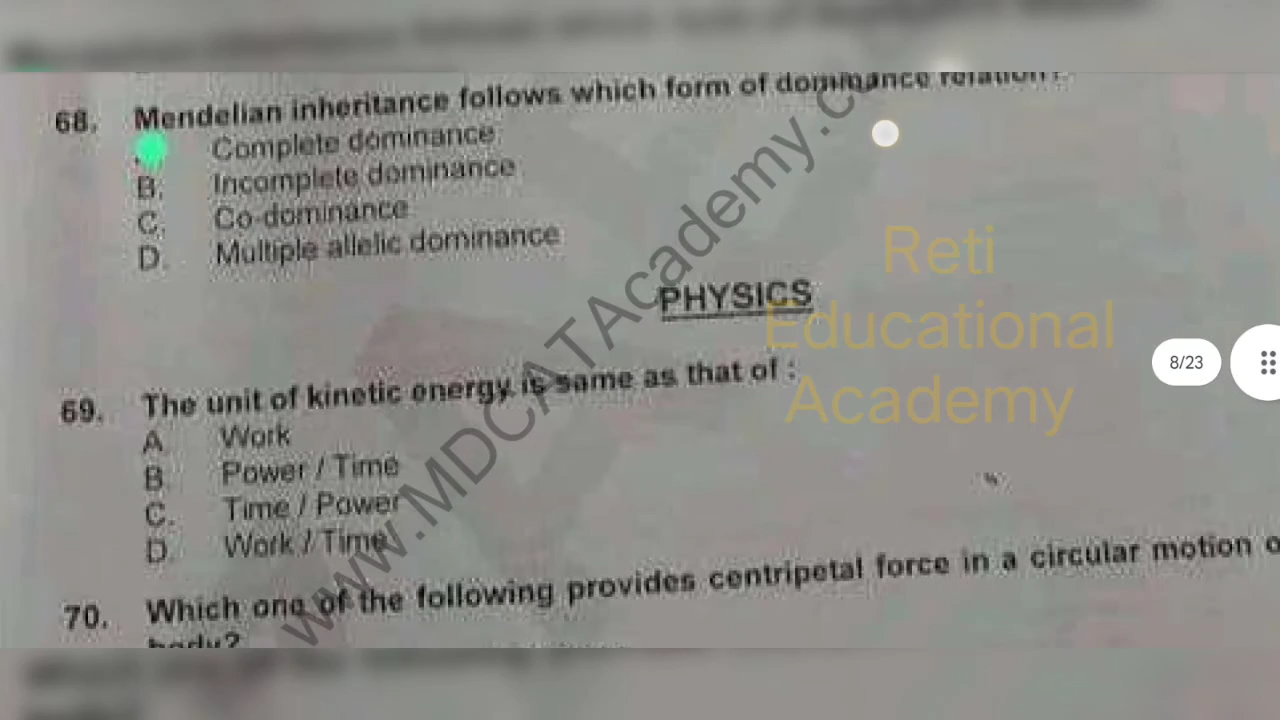 68. Mendelian inheritance follows which form of dominance relation?
Complete dominance
B. Incomplete dominance
C. Co-dominance
D. Multiple allelic dominance
PHYSICS
69. The unit of kinetic energy is same as that of :
A. Work
B. Power / Time
C. Time / Power
D. Work / Time
70. Which one of the following provides centripetal force in a circular motion
body?
www.MDCATAcademy.c
Reti
Educational
Academy
8/23